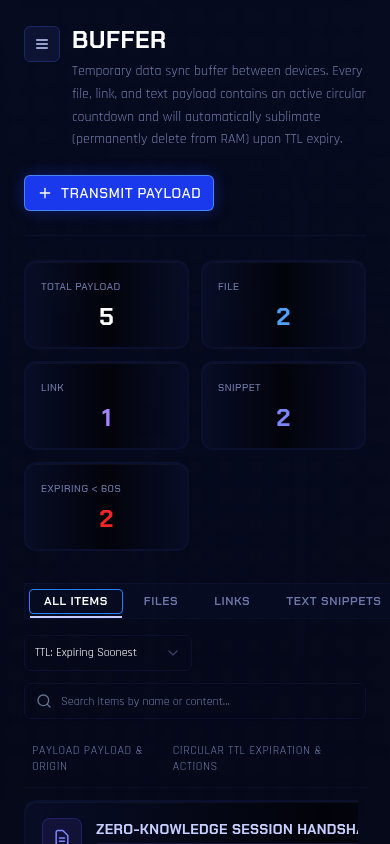 BUFFER
Temporary data sync buffer between devices. Every
file, link, and text payload contains an active circular
countdown and will automatically sublimate
(permanently delete from RAM) upon TTL expiry.
TRANSMIT PAYLOAD
TOTAL PAYLOAD
5
FILE
2
LINK
1
SNIPPET
2
EXPIRING < 60S
2
ALL ITEMS FILES LINKS TEXT SNIPPETS
TTL: Expiring Soonest
Search items by name or content...
PAYLOAD PAYLOAD &
ORIGIN
CIRCULAR TTL EXPIRATION &
ACTIONS
ZERO-KNOWLEDGE SESSION HANDSHA